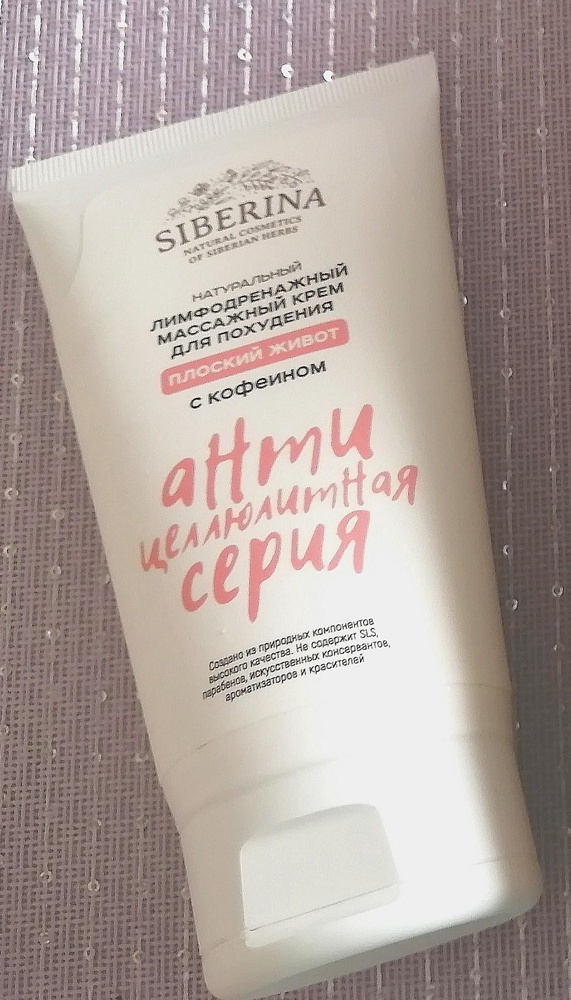 SIBERINA
NATURAL COSMETICS
OF SIBERIAN HERBS
НАТУРАЛЬНЫЙ
ЛИМФОДРЕНАЖНЫЙ
МАССАЖНЫЙ КРЕМ
ДЛЯ ПОХУДЕНИЯ
ПЛОСКИЙ ЖИВОТ
с кофеином
анти
целлюлитная
серия
Создано из природных компонентов
высокого качества. Не содержит SLS,
парабенов, искусственных консервантов,
ароматизаторов и красителей